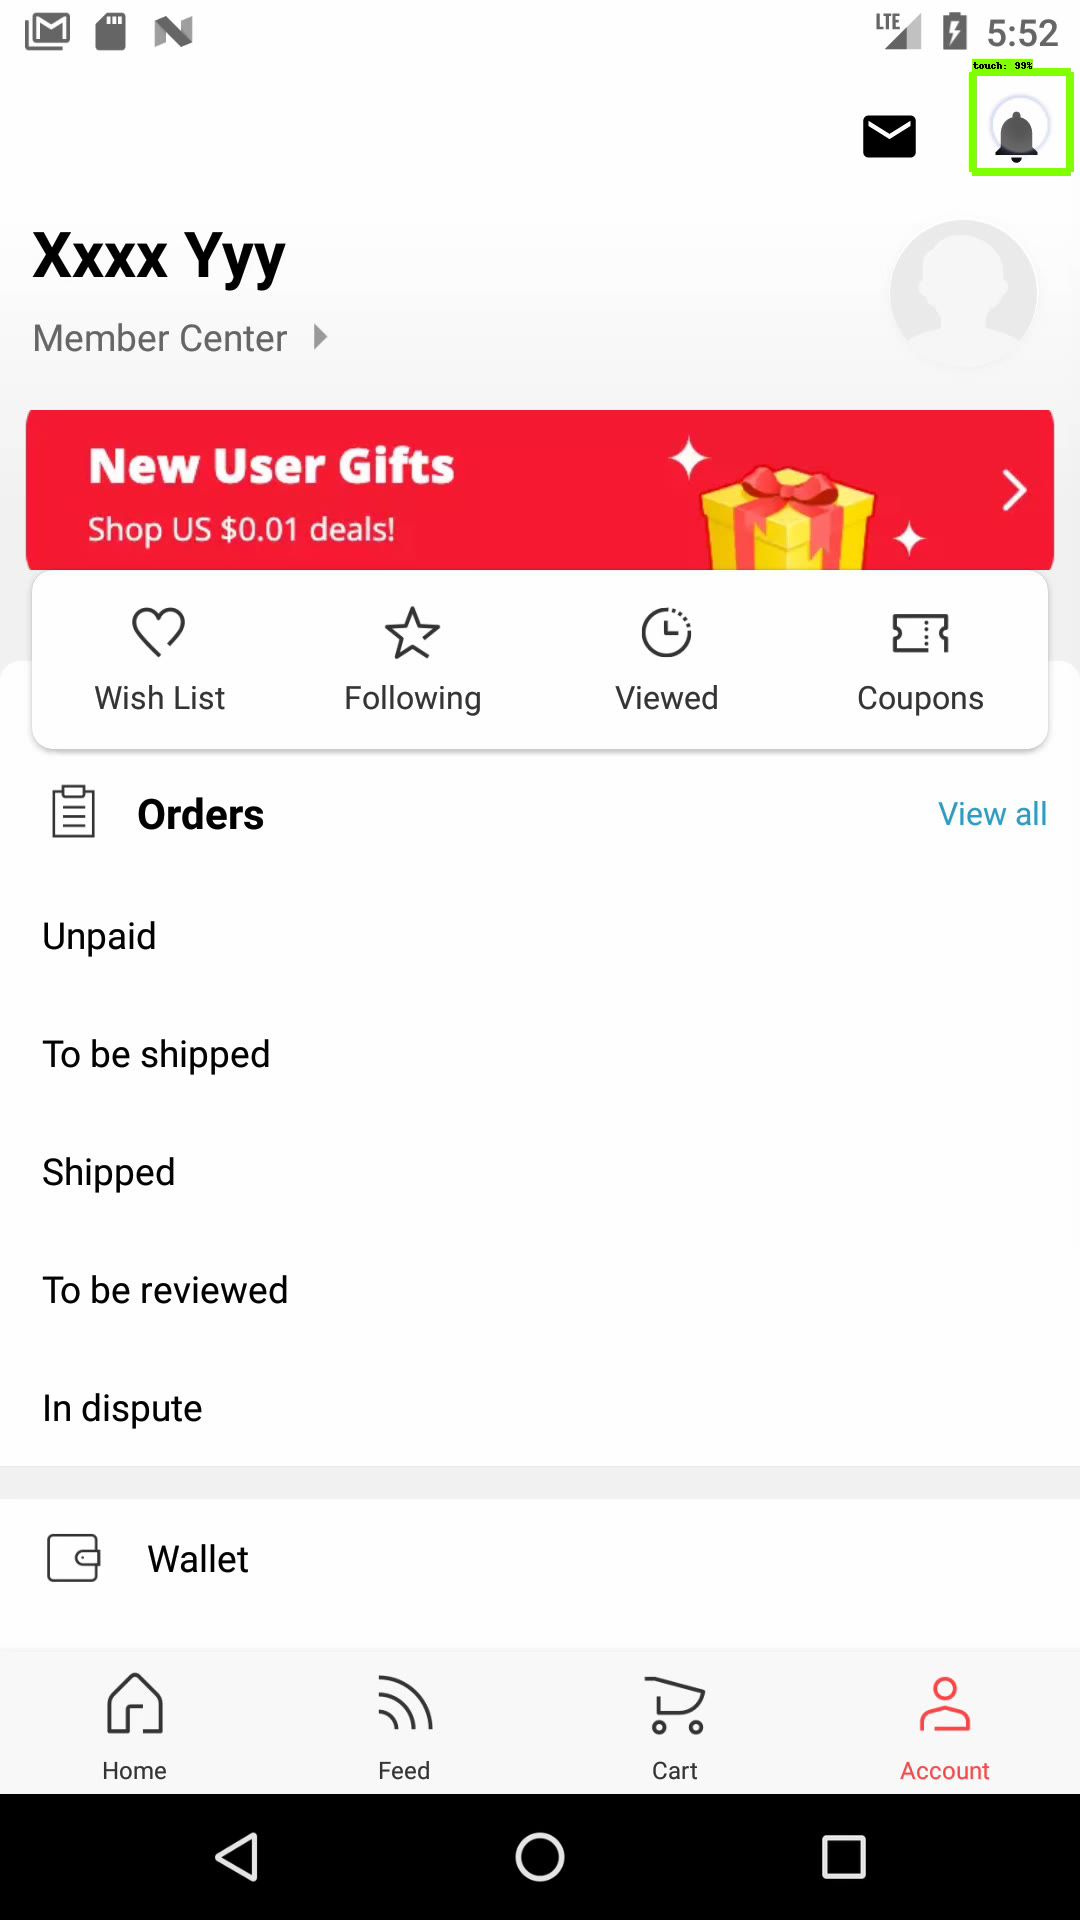 LTE 5:52
touch: 99%
Xxxx Yyy
Member Center
New User Gifts
Shop US $0.01 deals!
Wish List Following Viewed Coupons
Orders View all
Unpaid
To be shipped
Shipped
To be reviewed
In dispute
Wallet
Home Feed Cart Account